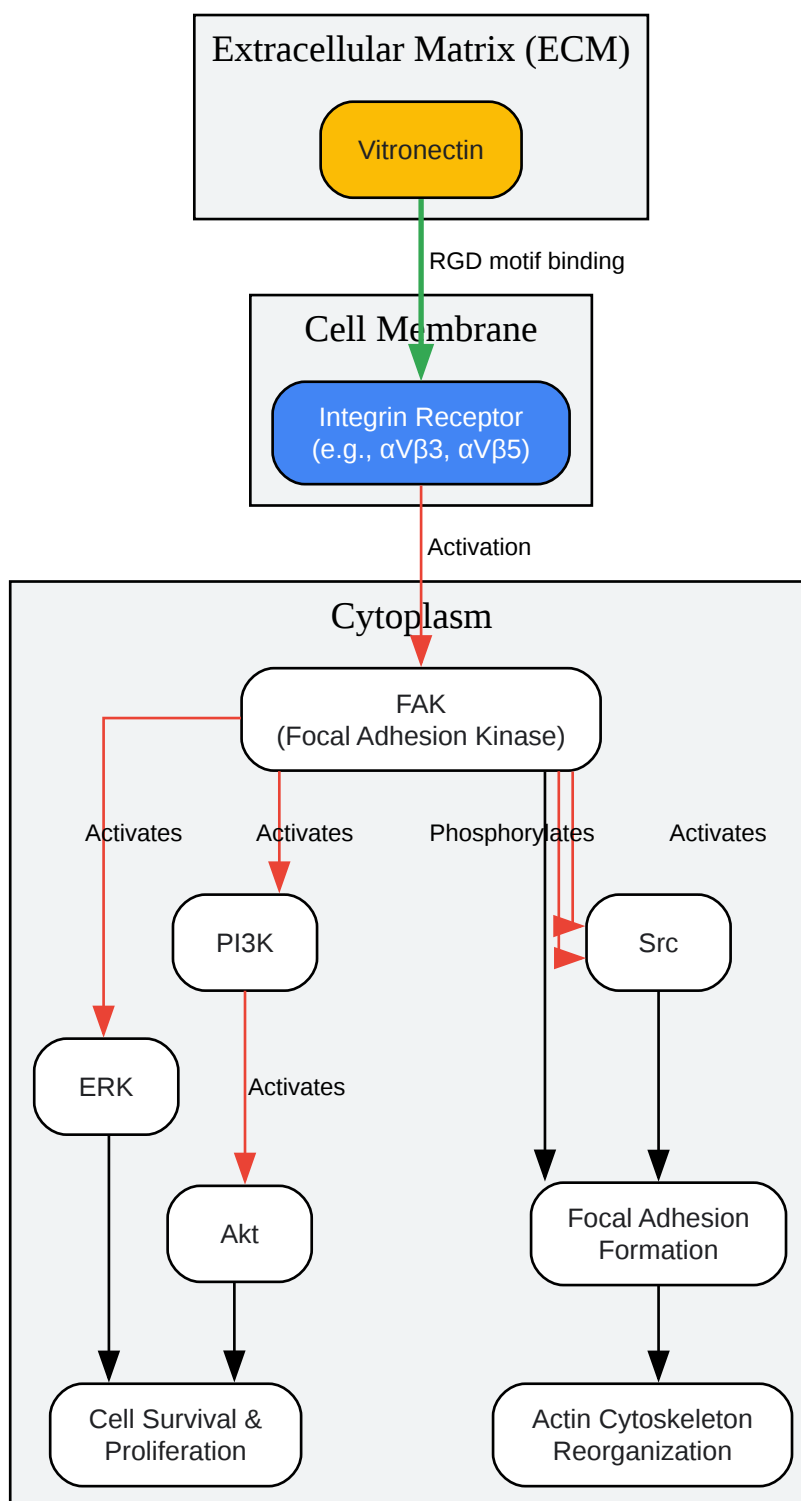 Extracellular Matrix (ECM)
Vitronectin
RGD motif binding
Cell Membrane
Integrin Receptor
(e.g., αVβ3, αVβ5)
Activation
Cytoplasm
FAK
(Focal Adhesion Kinase)
Activates
Activates
Phosphorylates
Activates
PI3K
Src
ERK
Activates
Akt
Focal Adhesion
Formation
Cell Survival &
Proliferation
Actin Cytoskeleton
Reorganization